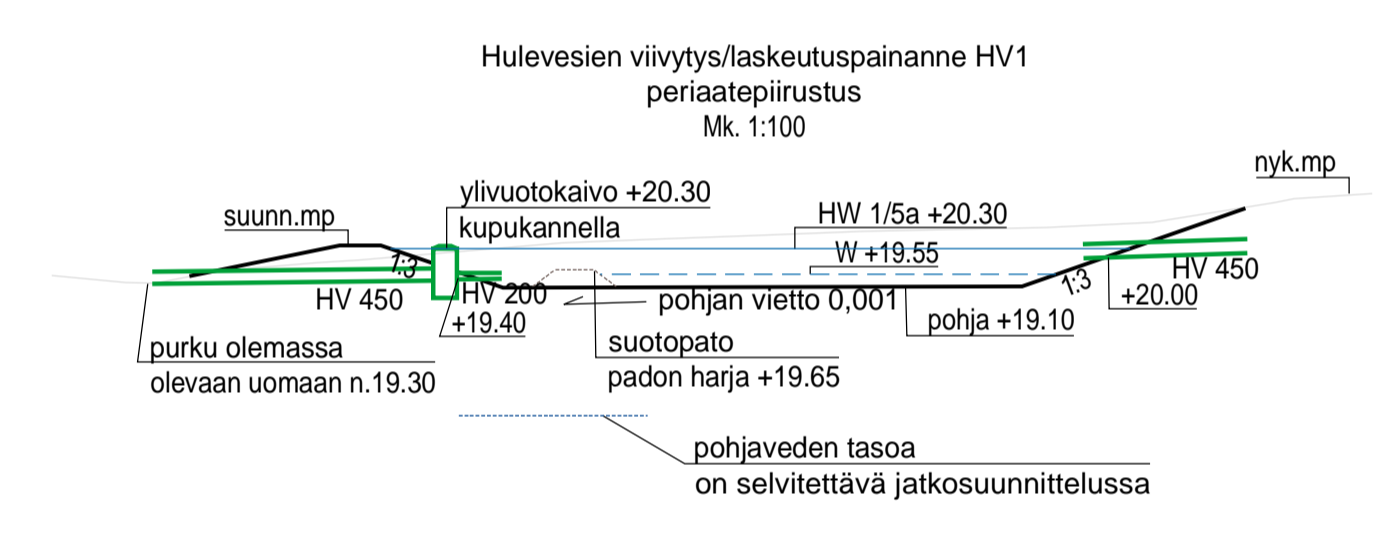 Hulevesien viivytys/laskeutuspainanne HV1
periaatepiirustus
Mk. 1:100
nyk.mp
ylivuotokaivo +20.30
kupukannella
suunn.mp
HW 1/5a +20.30
W +19.55
1:3
HV 450
HV 200
+19.40
pohjan vietto 0,001
pohja +19.10
1:3
HV 450
+20.00
purku olemassa
olevaan uomaan n.19.30
suotopato
padon harja +19.65
pohjaveden tasoa
on selvitettävä jatkosuunnittelussa